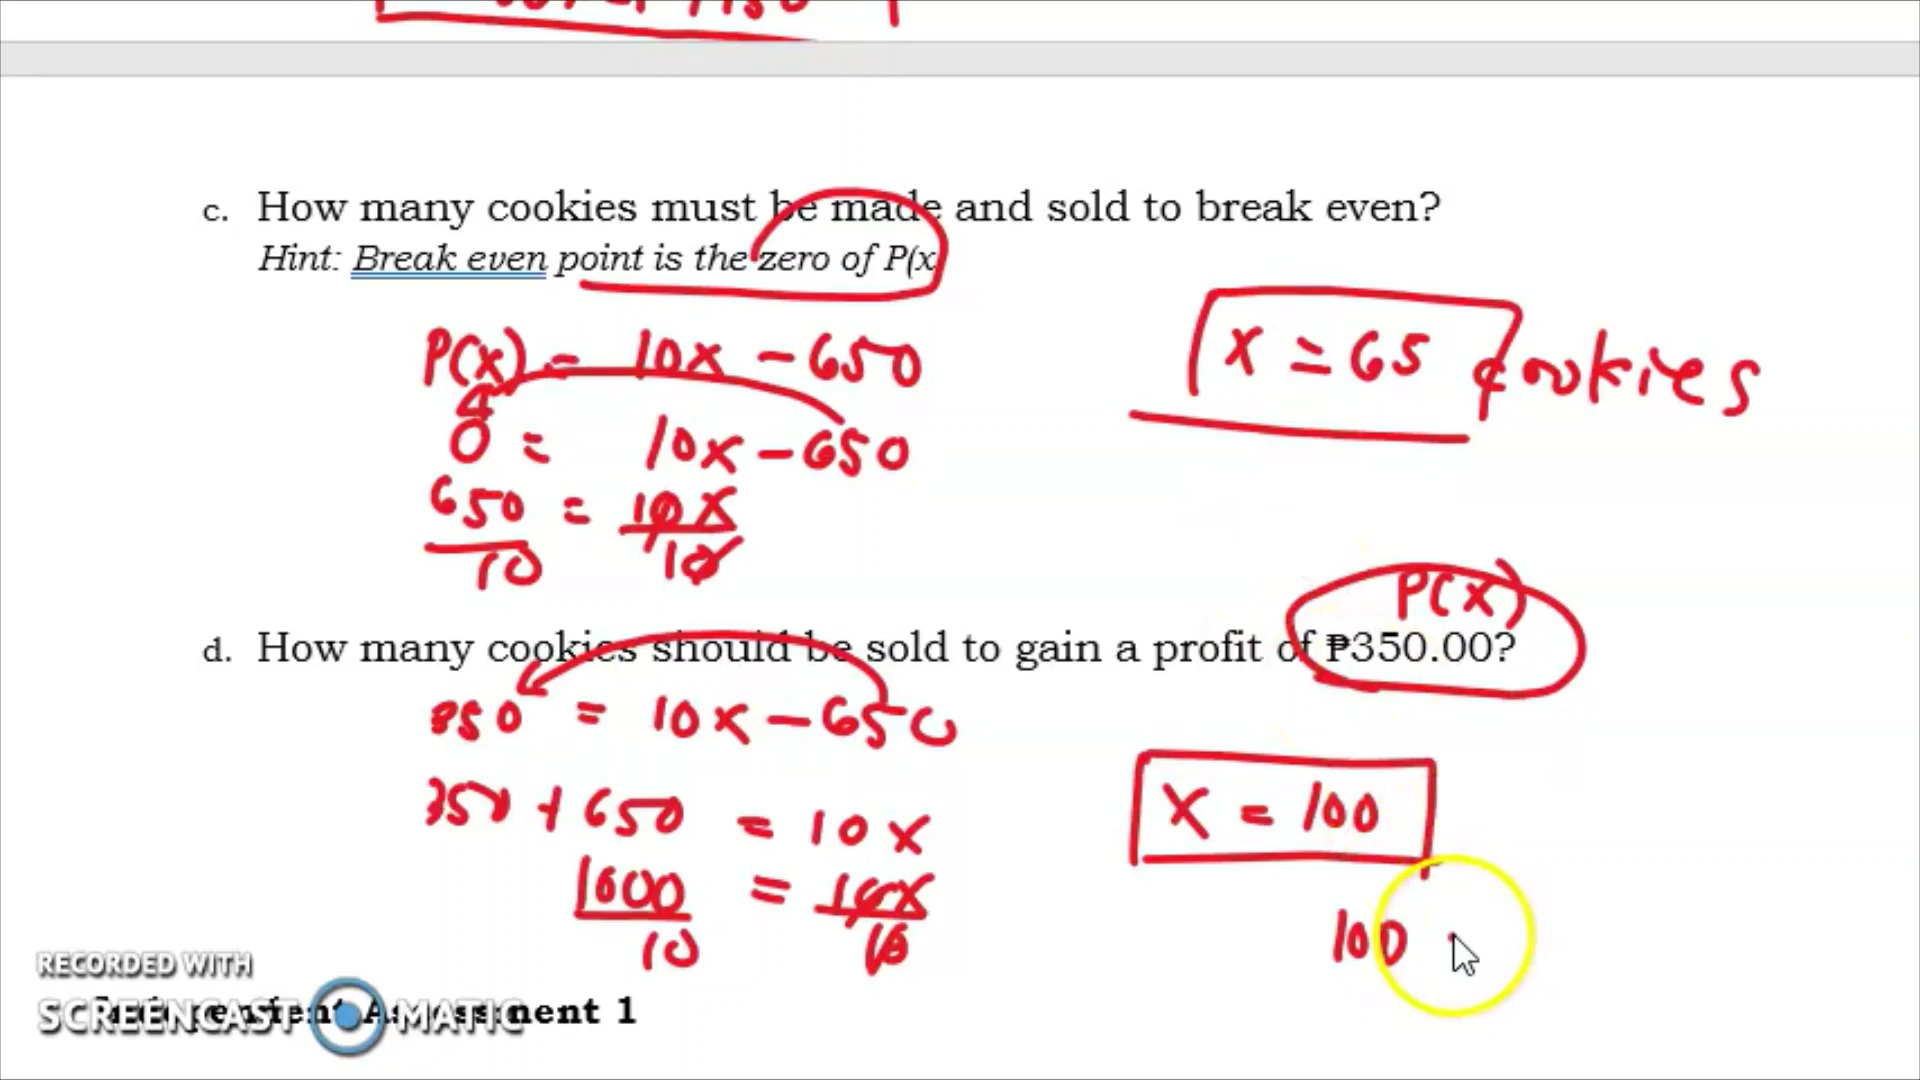 c. How many cookies must be made and sold to break even?
Hint: Break even point is the zero of P(x
P(x) = 10x - 650
x = 65 cookies
0 = 10x - 650
650 = 10x
10 10
P(x)
d. How many cookies should be sold to gain a profit of ₱350.00?
350 = 10x - 650
350 + 650 = 10x
x = 100
1000 = 10x
10 10
100
RECORDED WITH
SCREENCAST MATIC
Assessment 1